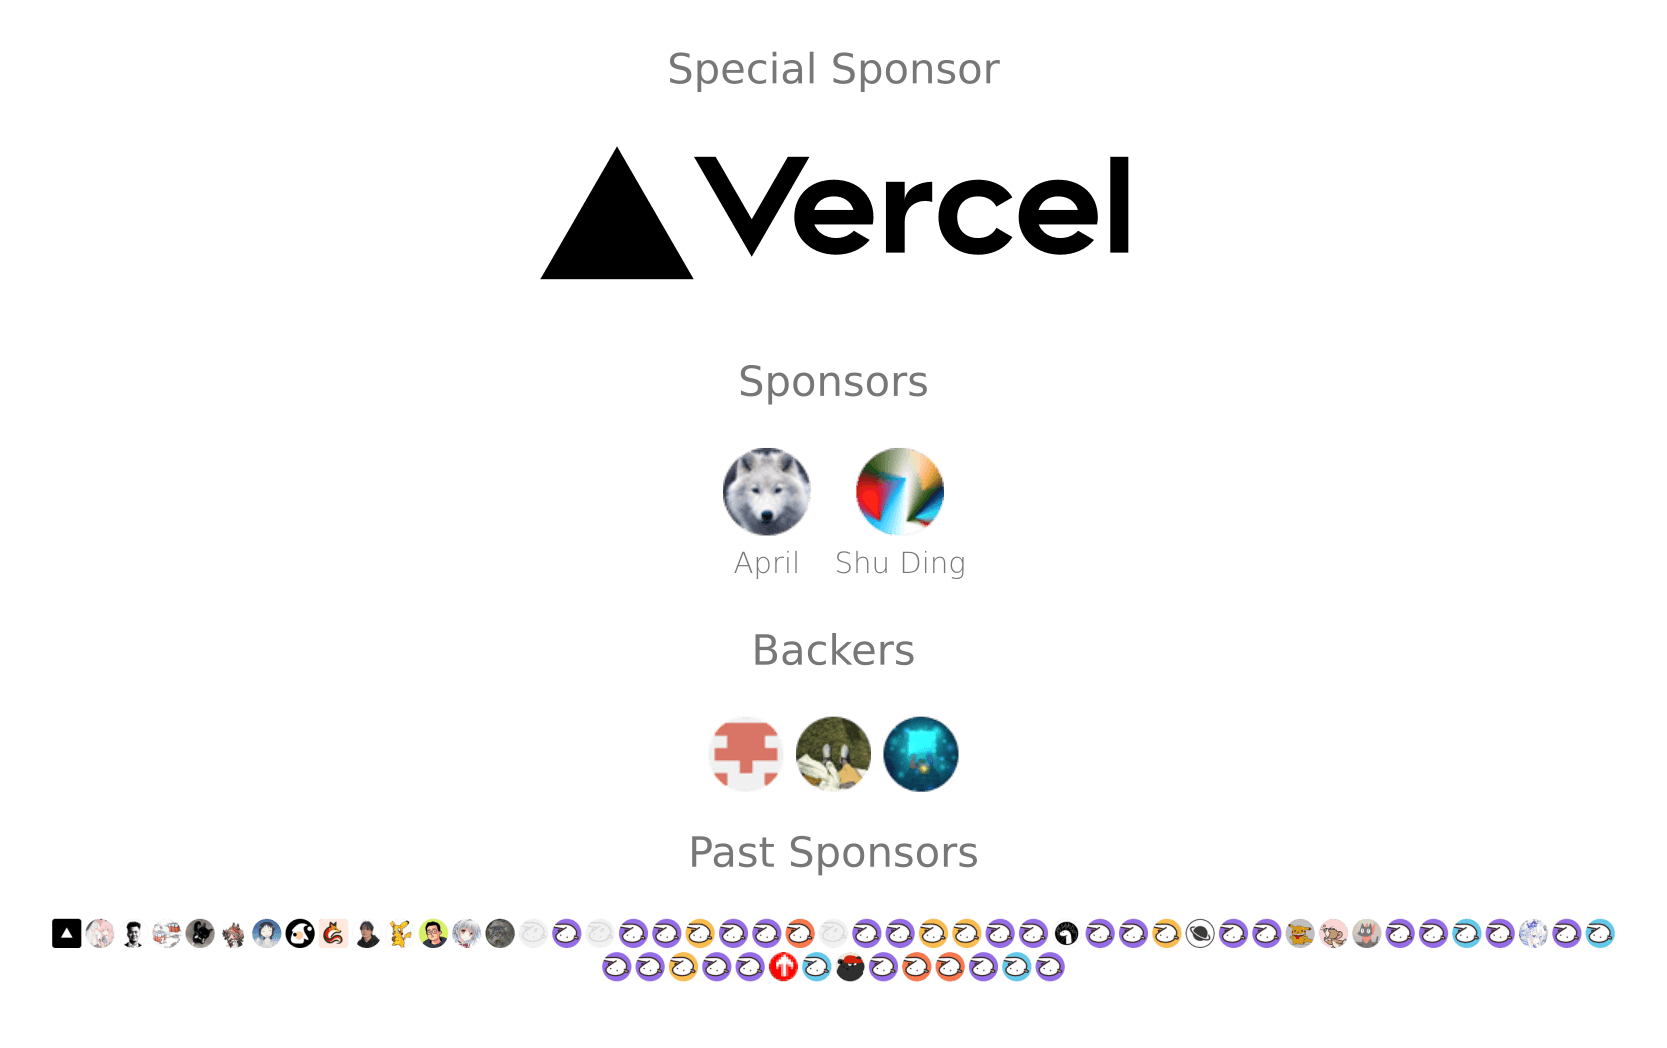 Special Sponsor
Vercel
Sponsors
April
Shu Ding
Backers
Past Sponsors